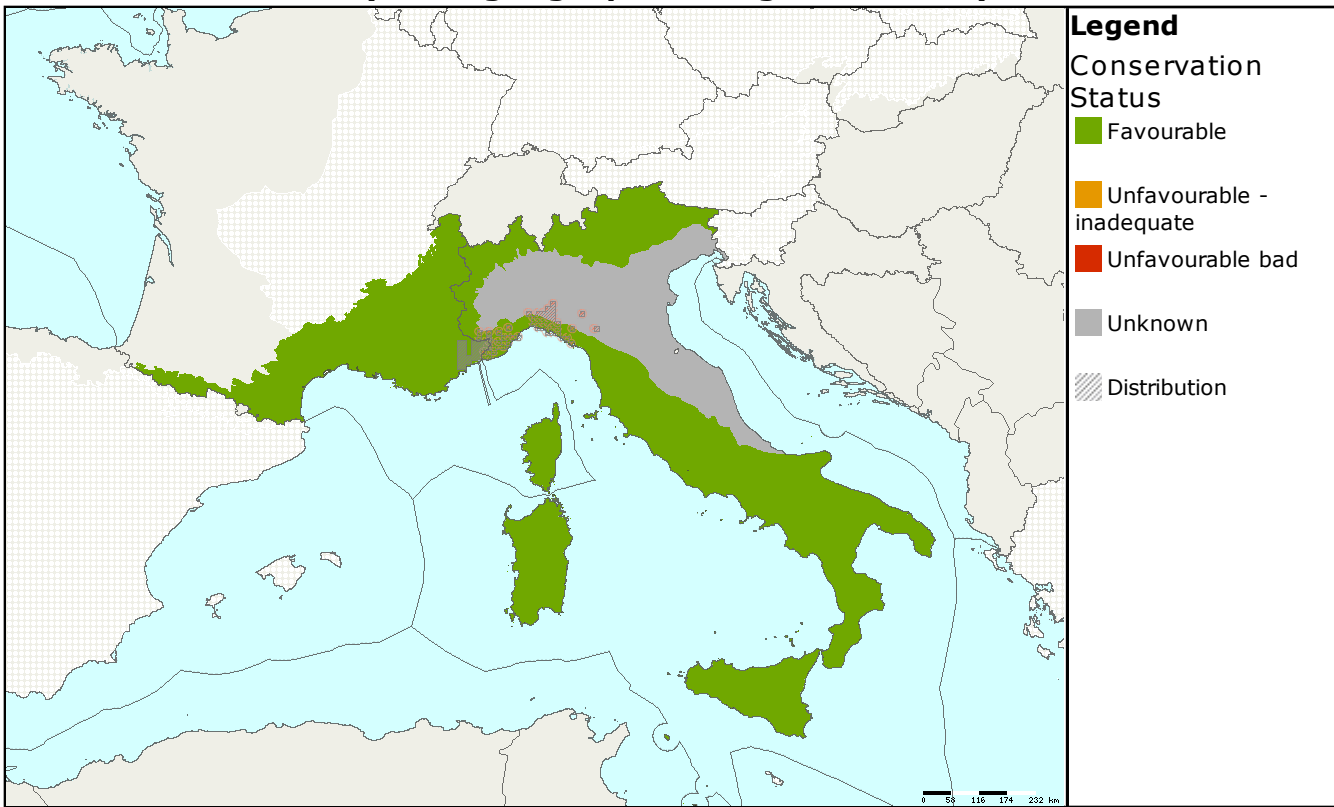 Legend
Conservation
Status
Favourable
Unfavourable -
inadequate
Unfavourable bad
Unknown
Distribution
0 58 116 174 232 km